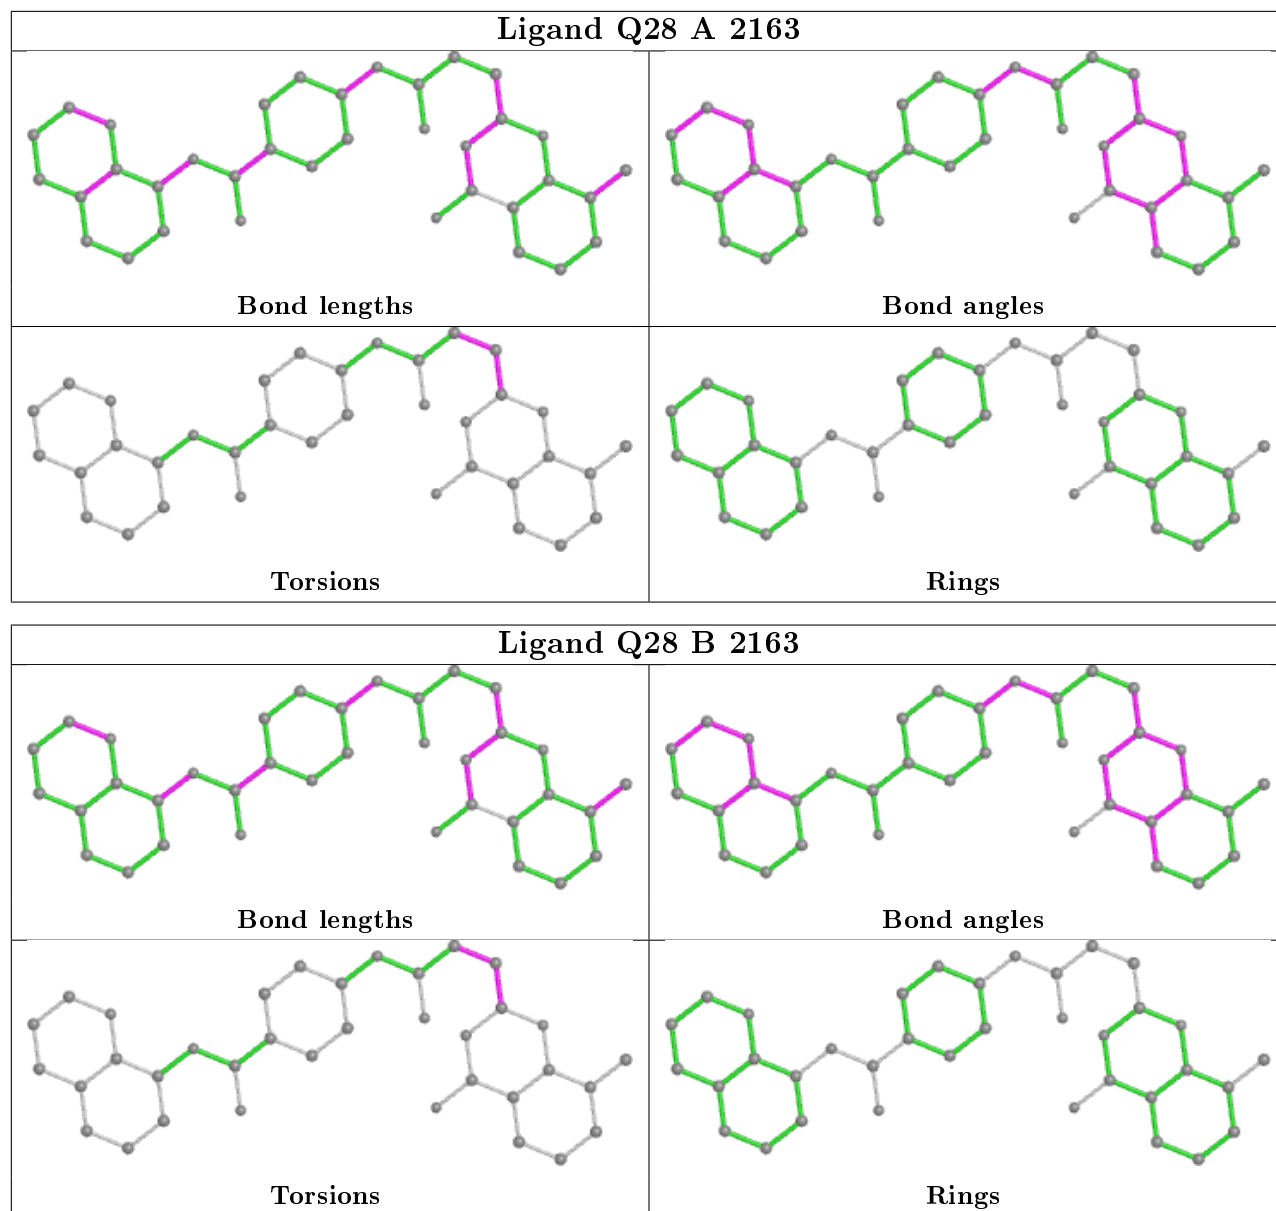 Ligand Q28 A 2163
Bond lengths
Bond angles
Torsions
Rings
Ligand Q28 B 2163
Bond lengths
Bond angles
Torsions
Rings